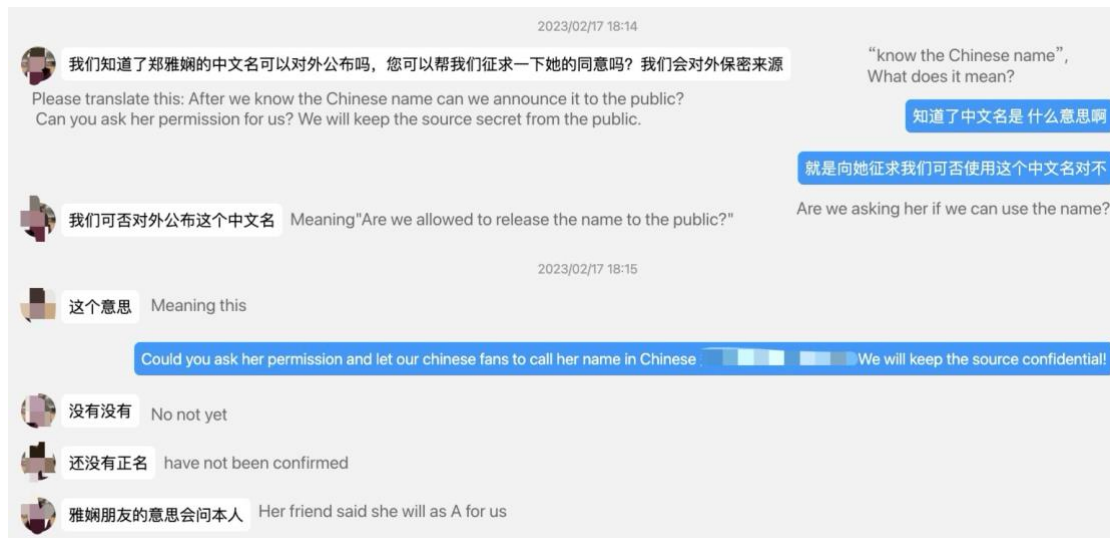 2023/02/17 18:14
我们知道了郑雅娴的中文名可以对外公布吗，您可以帮我们征求一下她的同意吗？我们会对外保密来源
“know the Chinese name”,
What does it mean?
Please translate this: After we know the Chinese name can we announce it to the public?
Can you ask her permission for us? We will keep the source secret from the public.
知道了中文名是 什么意思啊
就是向她征求我们可否使用这个中文名对不
Are we asking her if we can use the name?
我们可否对外公布这个中文名
Meaning"Are we allowed to release the name to the public?"
2023/02/17 18:15
这个意思
Meaning this
Could you ask her permission and let our chinese fans to call her name in Chinese
We will keep the source confidential!
没有没有
No not yet
还没有正名
have not been confirmed
雅娴朋友的意思会问本人
Her friend said she will as A for us